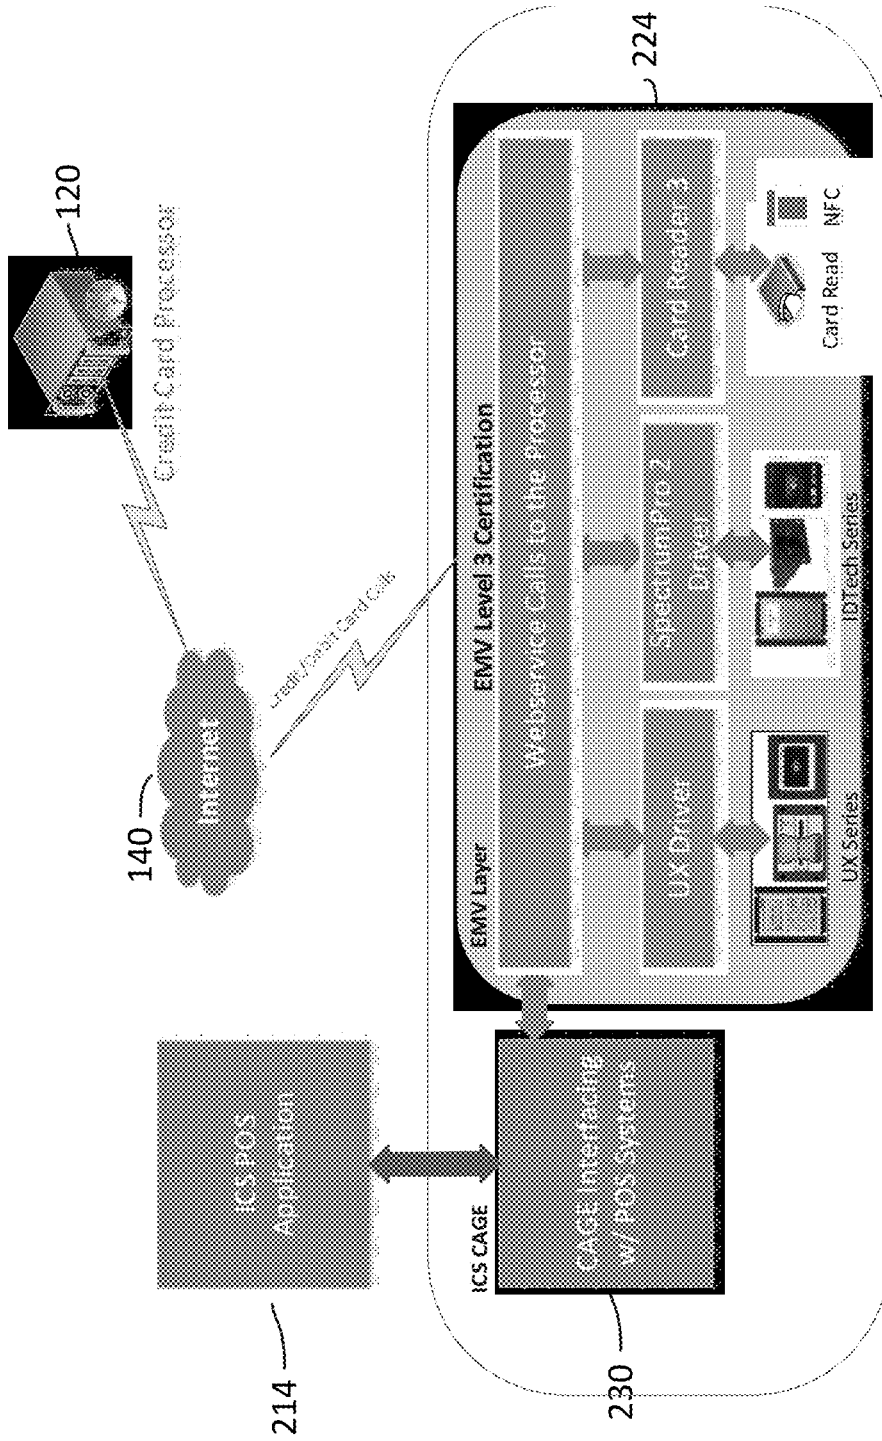 214
ICS POS
Application
140
Internet
120
Credit Card Processor
Credit/Debit Card Calls
ICS CAGE
230
CAGE Interfacing
w/ POS Systems
EMV Layer
EMV Level 3 Certification
224
Webservice Calls to the Processor
UX Driver
SpectrumPro 2
Driver
Card Reader 3
UX Series
IDTech Series
Card Read
NFC